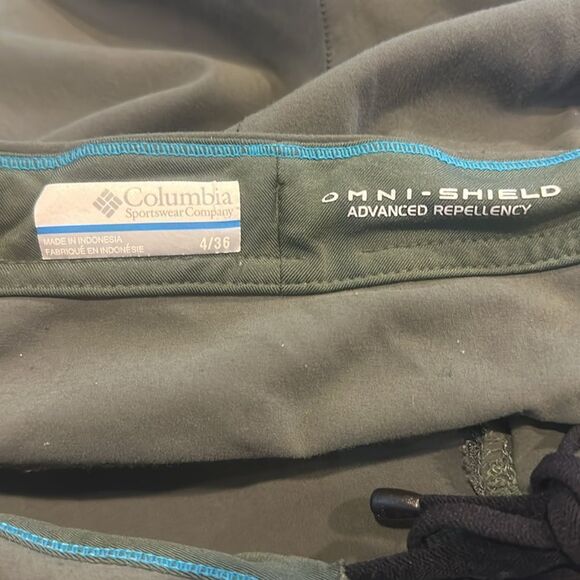 Columbia
Sportswear Company
MADE IN INDONESIA
FABRIQUÉ EN INDONÉSIE
4/36
OMNI-SHIELD
ADVANCED REPELLENCY